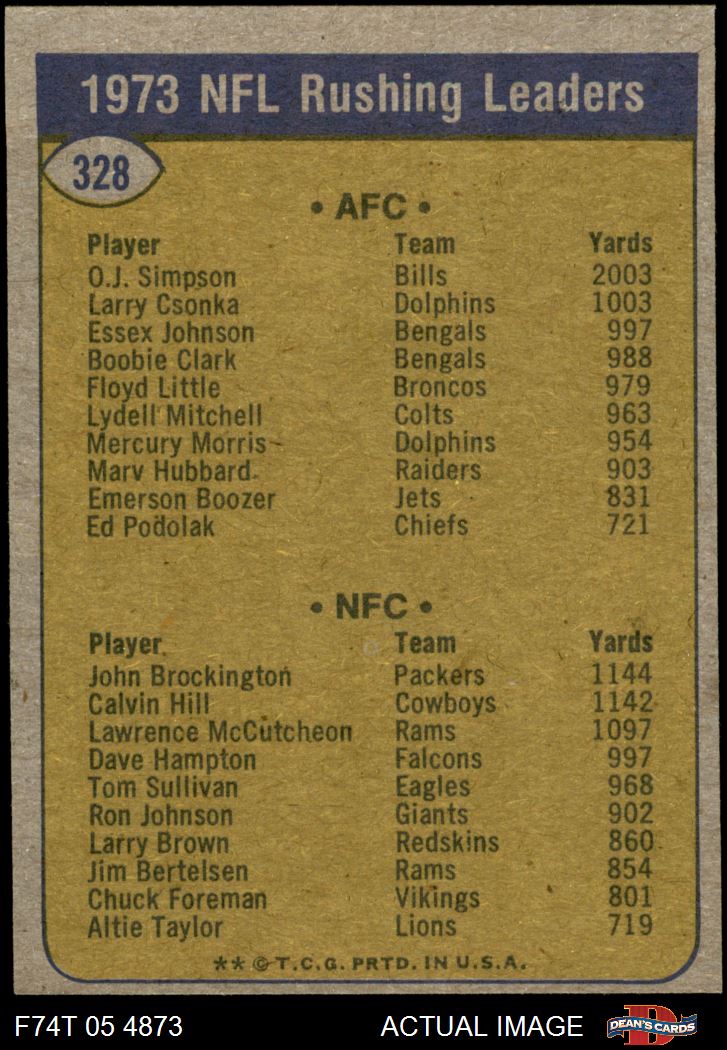 1973 NFL Rushing Leaders
328
• AFC •
Player Team Yards
O.J. Simpson Bills 2003
Larry Csonka Dolphins 1003
Essex Johnson Bengals 997
Boobie Clark Bengals 988
Floyd Little Broncos 979
Lydell Mitchell Colts 963
Mercury Morris Dolphins 954
Marv Hubbard Raiders 903
Emerson Boozer Jets 831
Ed Podolak Chiefs 721
• NFC •
Player Team Yards
John Brockington Packers 1144
Calvin Hill Cowboys 1142
Lawrence McCutcheon Rams 1097
Dave Hampton Falcons 997
Tom Sullivan Eagles 968
Ron Johnson Giants 902
Larry Brown Redskins 860
Jim Bertelsen Rams 854
Chuck Foreman Vikings 801
Altie Taylor Lions 719
** © T.C.G. PRTD. IN U.S.A.
F74T 05 4873 ACTUAL IMAGE D DEAN'S CARDS